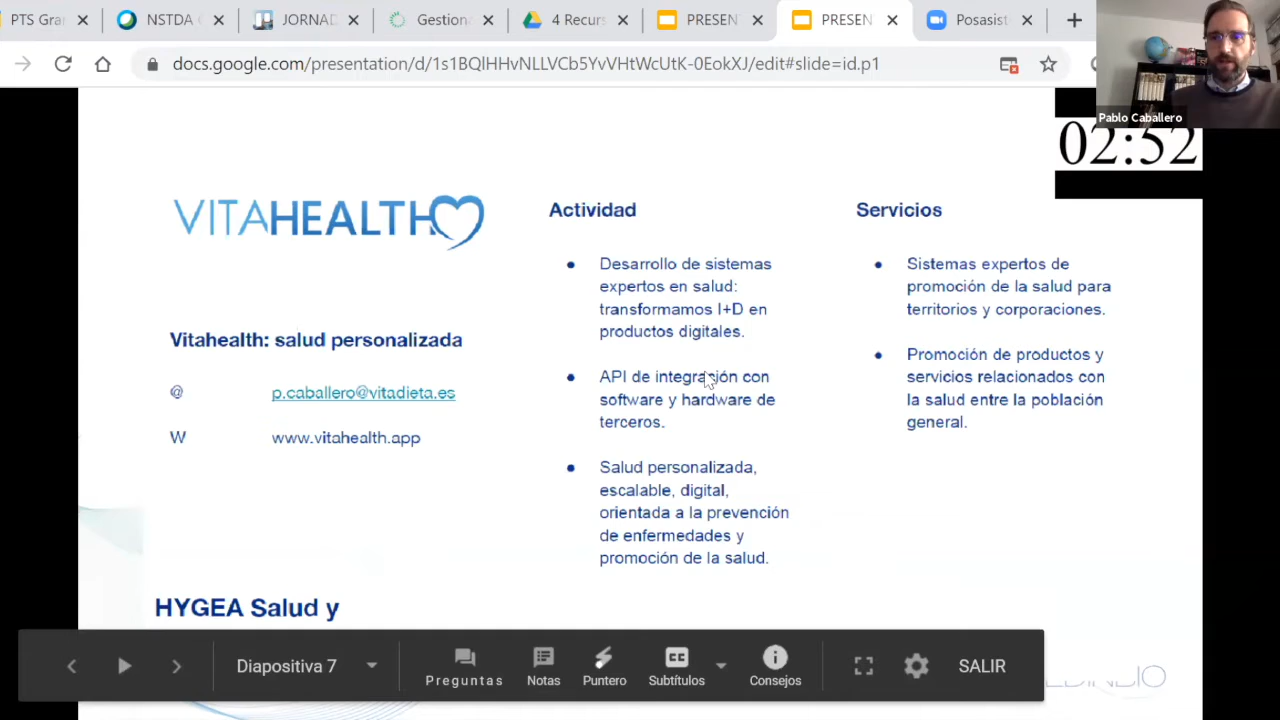 PTS Gra
NSTDA
JORNAD
Gestion
4 Recurs
PRESEN
PRESEN
Posasist
docs.google.com/presentation/d/1s1BQlHHvNLLVCb5YvVHtWcUtK-0EokXJ/edit#slide=id.p1
Pablo Caballero
02:52
VITAHEALTH
Vitahealth: salud personalizada
@ p.caballero@vitadieta.es
W www.vitahealth.app
Actividad
● Desarrollo de sistemas
expertos en salud:
transformamos I+D en
productos digitales.
● API de integración con
software y hardware de
terceros.
● Salud personalizada,
escalable, digital,
orientada a la prevención
de enfermedades y
promoción de la salud.
Servicios
● Sistemas expertos de
promoción de la salud para
territorios y corporaciones.
● Promoción de productos y
servicios relacionados con
la salud entre la población
general.
HYGEA Salud y
Diapositiva 7
Preguntas
Notas
Puntero
CC
Subtítulos
Consejos
SALIR